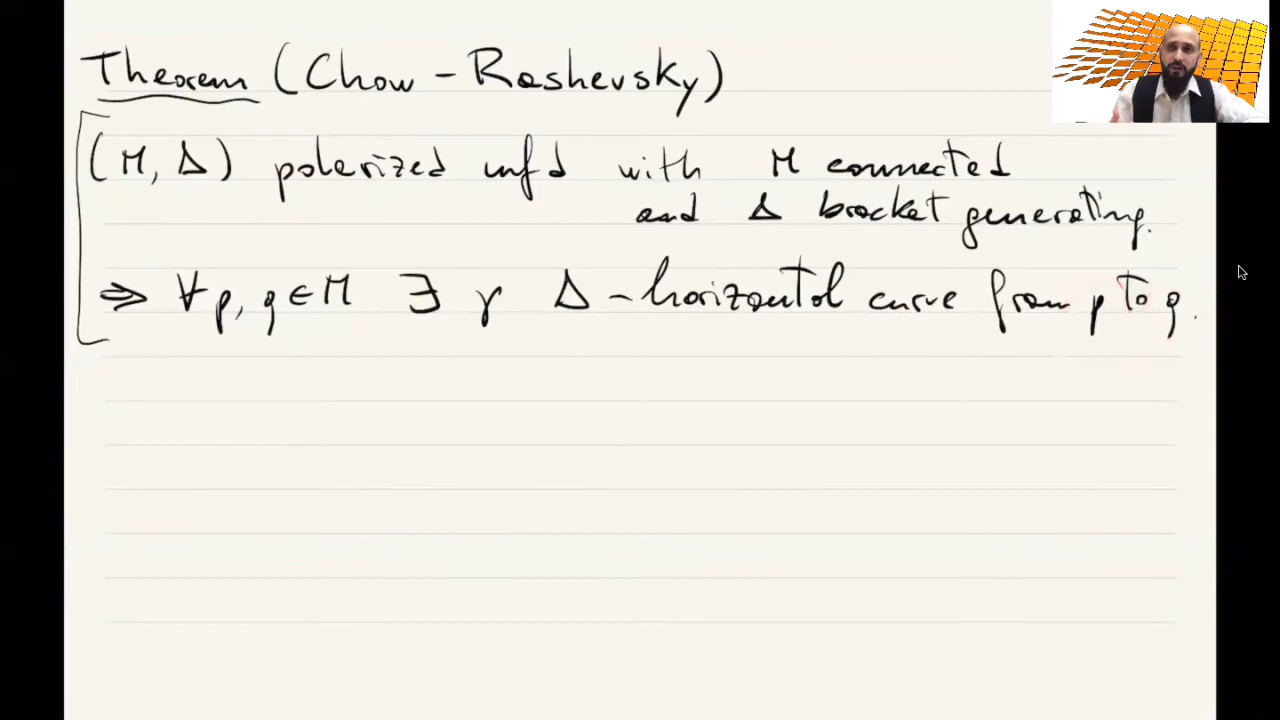 Theorem (Chow - Rashevsky)
(M, Δ) polarized mfd with M connected
and Δ bracket generating.
⇒ ∀ p, q ∈ M ∃ γ Δ-horizontal curve from p to q.